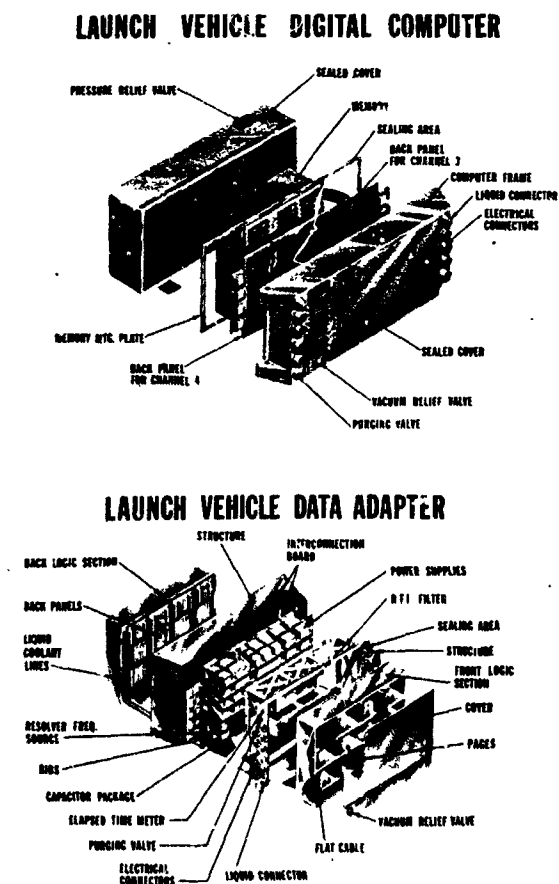 LAUNCH VEHICLE DIGITAL COMPUTER
SEALED COVER
PRESSURE RELIEF VALVE
MEMORY
SEALING AREA
BACK PANEL
FOR CHANNEL 3
COMPUTER FRAME
LIQUID CONNECTOR
ELECTRICAL
CONNECTORS
MEMORY MTG. PLATE
BACK PANEL
FOR CHANNEL 4
SEALED COVER
VACUUM RELIEF VALVE
PURGING VALVE
LAUNCH VEHICLE DATA ADAPTER
STRUCTURE
INTERCONNECTION
BOARD
BACK LOGIC SECTION
POWER SUPPLIES
RFI FILTER
BACK PANELS
SEALING AREA
STRUCTURE
LIQUID
COOLANT
LINES
FRONT LOGIC
SECTION
COVER
RESOLVER FREQ.
SOURCE
PAGES
RIBS
CAPACITOR PACKAGE
ELAPSED TIME METER
VACUUM RELIEF VALVE
PURGING VALVE
FLAT CABLE
ELECTRICAL
CONNECTORS
LIQUID CONNECTOR